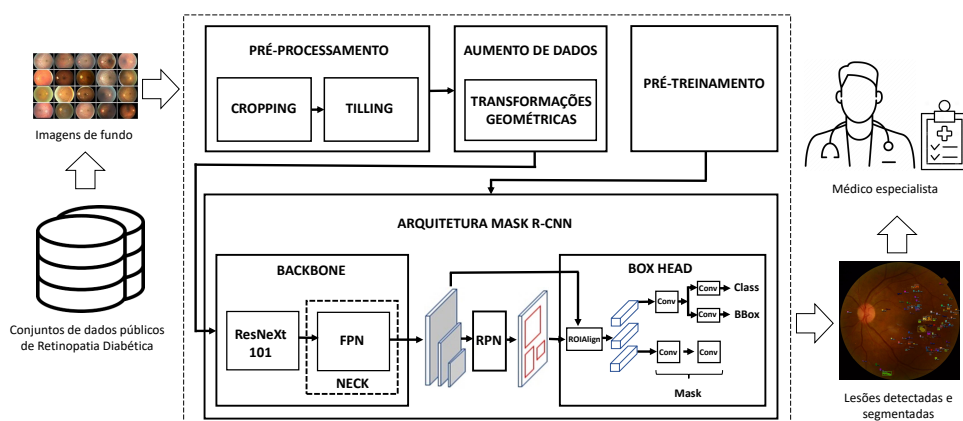 PRÉ-PROCESSAMENTO
CROPPING
TILLING
AUMENTO DE DADOS
TRANSFORMAÇÕES
GEOMÉTRICAS
PRÉ-TREINAMENTO
Imagens de fundo
Conjuntos de dados públicos
de Retinopatia Diabética
ARQUITETURA MASK R-CNN
BACKBONE
ResNeXt
101
FPN
NECK
RPN
BOX HEAD
ROIAlign
Conv
Conv
Class
Conv
BBox
Conv
Conv
Mask
Médico especialista
Lesões detectadas e
segmentadas